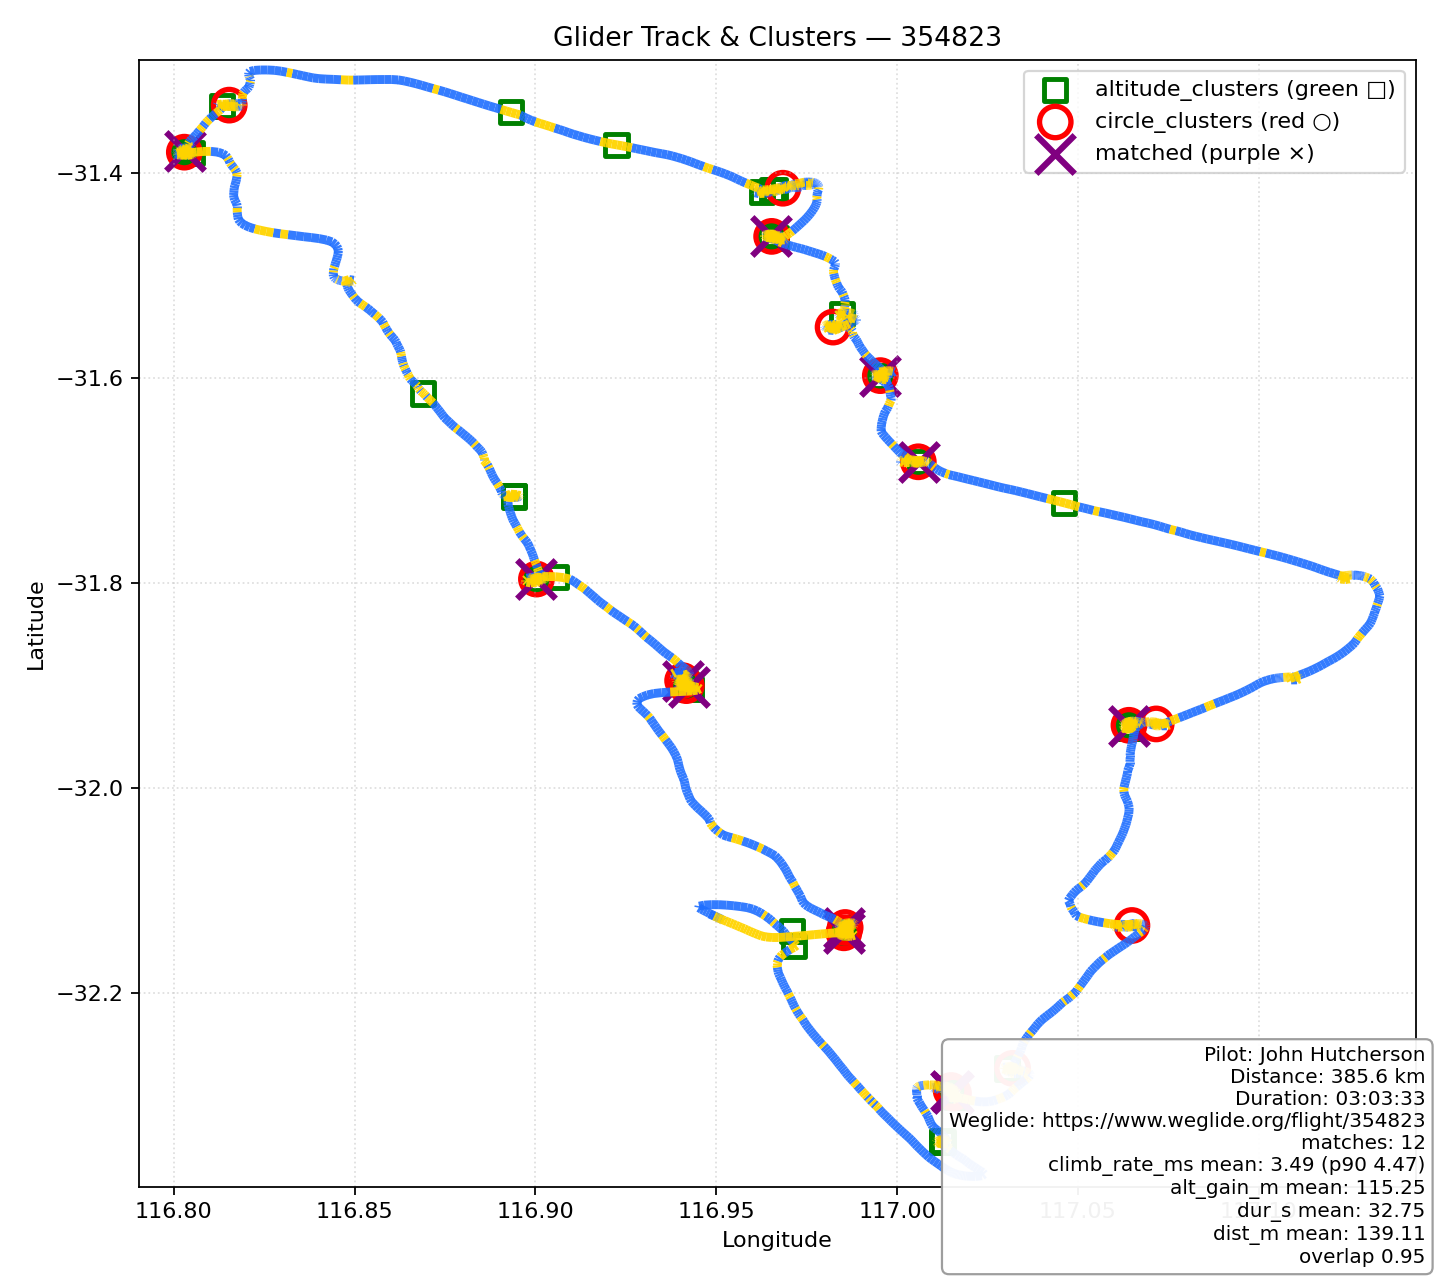 Glider Track & Clusters — 354823
altitude_clusters (green □)
circle_clusters (red ○)
matched (purple ×)
Latitude
−31.4
−31.6
−31.8
−32.0
−32.2
116.80
116.85
116.90
116.95
117.00
117.05
Longitude
Pilot: John Hutcherson
Distance: 385.6 km
Duration: 03:03:33
Weglide: https://www.weglide.org/flight/354823
matches: 12
climb_rate_ms mean: 3.49 (p90 4.47)
alt_gain_m mean: 115.25
dur_s mean: 32.75
dist_m mean: 139.11
overlap 0.95